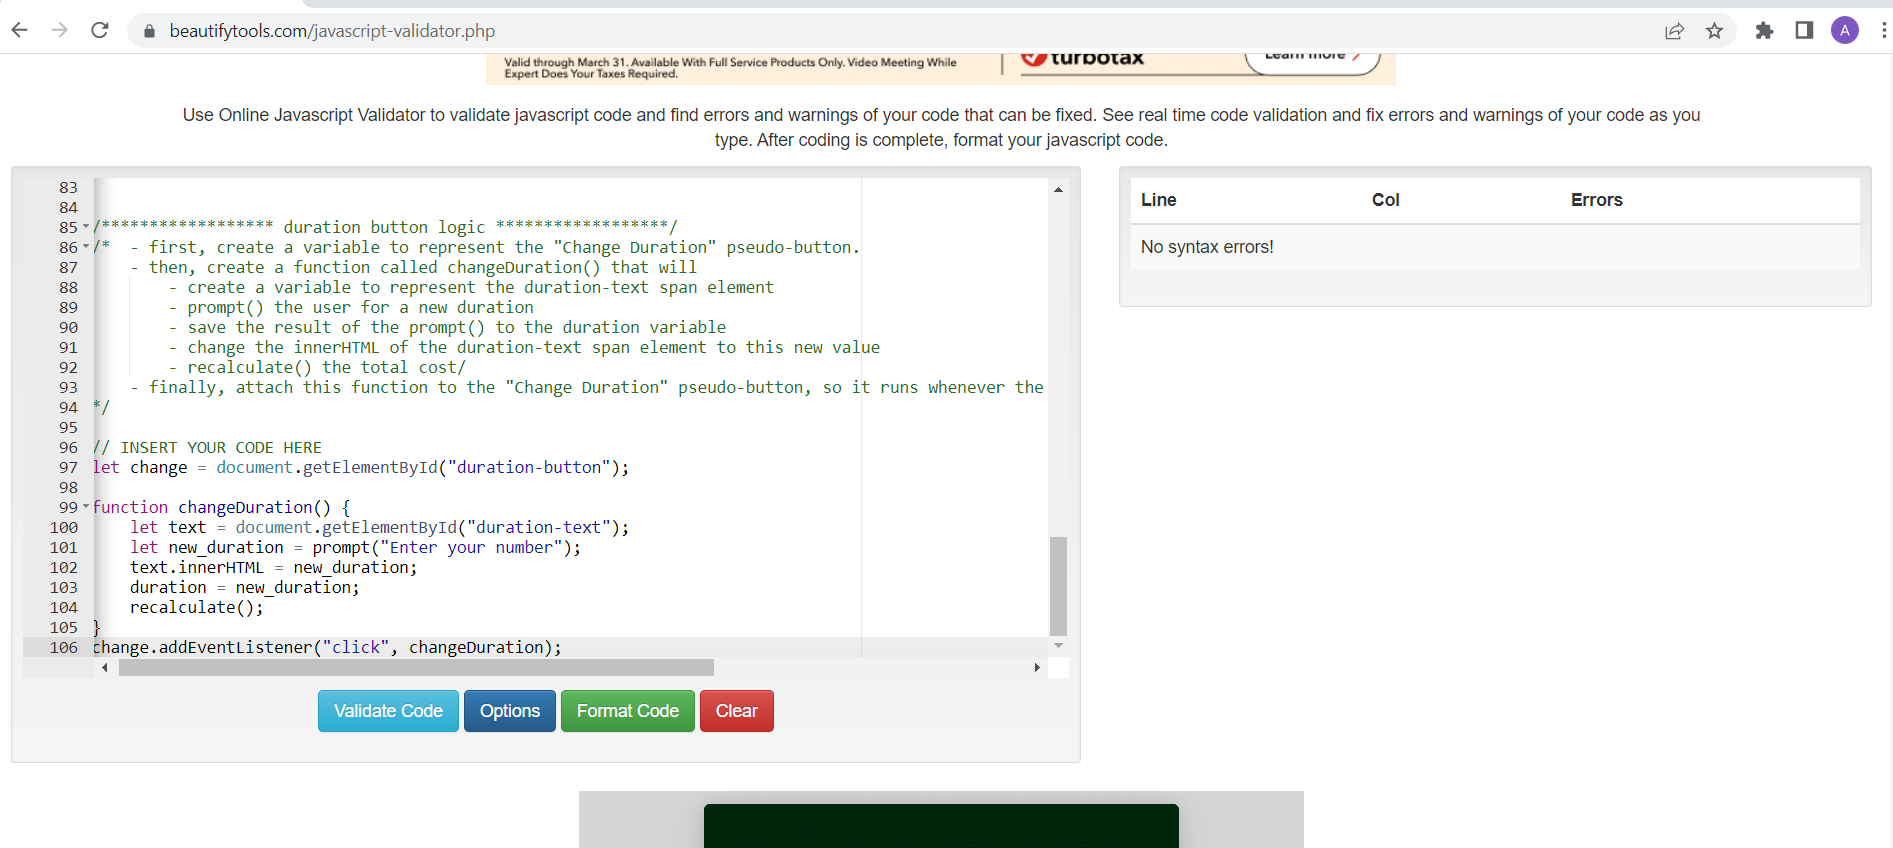 beautifytools.com/javascript-validator.php
A
Valid through March 31. Available With Full Service Products Only. Video Meeting While
Expert Does Your Taxes Required.
turbotax
Learn more
Use Online Javascript Validator to validate javascript code and find errors and warnings of your code that can be fixed. See real time code validation and fix errors and warnings of your code as you
type. After coding is complete, format your javascript code.
83
84
85 /****************** duration button logic ******************/
86 /*  - first, create a variable to represent the "Change Duration" pseudo-button.
87     - then, create a function called changeDuration() that will
88         - create a variable to represent the duration-text span element
89         - prompt() the user for a new duration
90         - save the result of the prompt() to the duration variable
91         - change the innerHTML of the duration-text span element to this new value
92         - recalculate() the total cost/
93     - finally, attach this function to the "Change Duration" pseudo-button, so it runs whenever the
94 */
95
96 // INSERT YOUR CODE HERE
97 let change = document.getElementById("duration-button");
98
99 function changeDuration() {
100     let text = document.getElementById("duration-text");
101     let new_duration = prompt("Enter your number");
102     text.innerHTML = new_duration;
103     duration = new_duration;
104     recalculate();
105 }
106 change.addEventListener("click", changeDuration);
Validate Code Options Format Code Clear
Line Col Errors
No syntax errors!